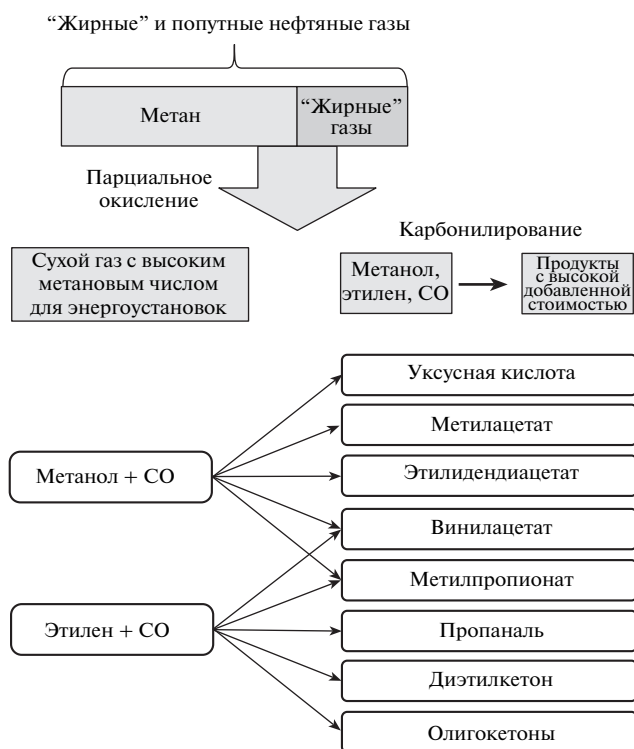 “Жирные” и попутные нефтяные газы
Метан
“Жирные”
газы
Парциальное
окисление
Карбонилирование
Сухой газ с высоким
метановым числом
для энергоустановок
Метанол,
этилен, CO
Продукты
с высокой
добавленной
стоимостью
Уксусная кислота
Метилацетат
Метанол + CO
Этилидендиацетат
Винилацетат
Метилпропионат
Этилен + CO
Пропаналь
Диэтилкетон
Олигокетоны